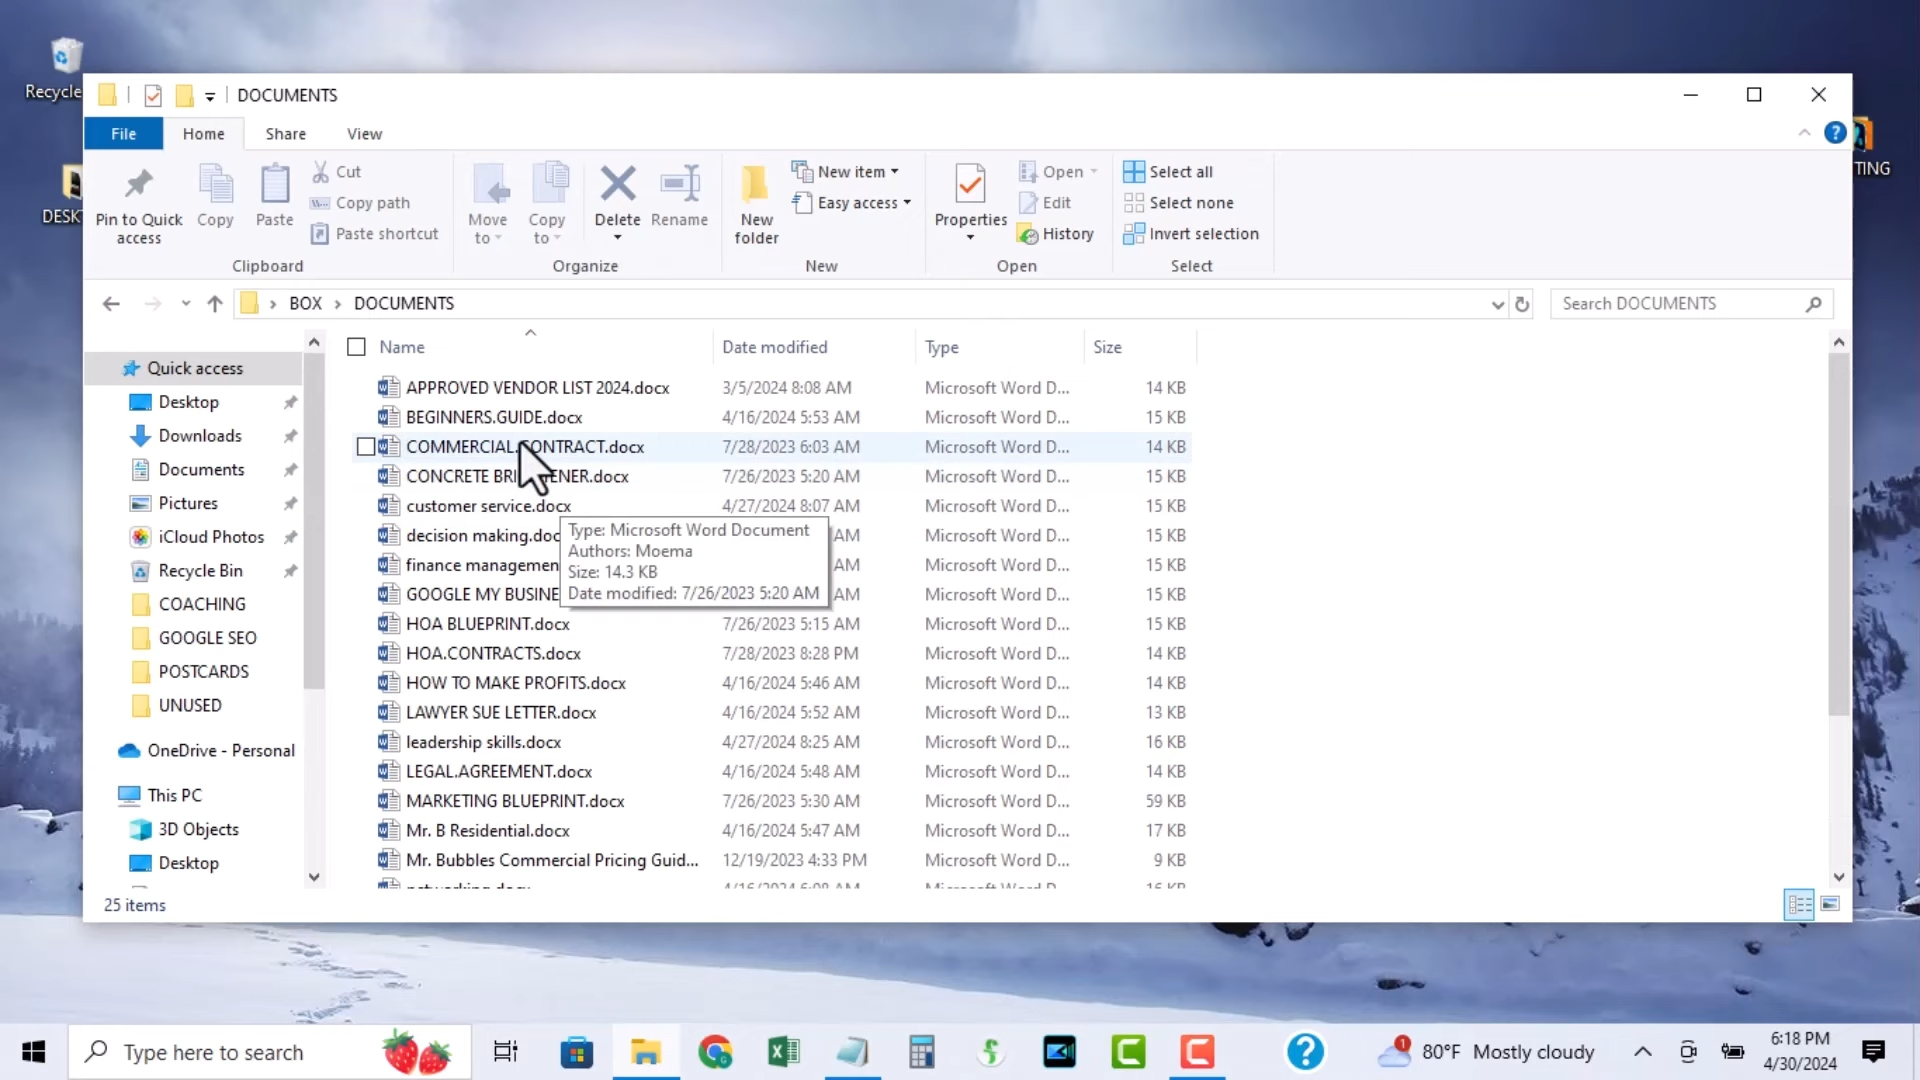 Recycle
DESK
TING
DOCUMENTS
File
Home
Share
View
Pin to Quick access
Copy
Paste
Cut
Copy path
Paste shortcut
Clipboard
Move to
Copy to
Delete
Rename
Organize
New folder
New item
Easy access
New
Properties
Open
Edit
History
Open
Select all
Select none
Invert selection
Select
BOX > DOCUMENTS
Search DOCUMENTS
Quick access
Desktop
Downloads
Documents
Pictures
iCloud Photos
Recycle Bin
COACHING
GOOGLE SEO
POSTCARDS
UNUSED
OneDrive - Personal
This PC
3D Objects
Desktop
Name Date modified Type Size
APPROVED VENDOR LIST 2024.docx 3/5/2024 8:08 AM Microsoft Word D... 14 KB
BEGINNERS.GUIDE.docx 4/16/2024 5:53 AM Microsoft Word D... 15 KB
COMMERCIAL.CONTRACT.docx 7/28/2023 6:03 AM Microsoft Word D... 14 KB
CONCRETE BRI ENER.docx 7/26/2023 5:20 AM Microsoft Word D... 15 KB
customer service.docx 4/27/2024 8:07 AM Microsoft Word D... 15 KB
decision making.doc AM Microsoft Word D... 15 KB
finance managemen AM Microsoft Word D... 15 KB
GOOGLE MY BUSINE AM Microsoft Word D... 15 KB
Type: Microsoft Word Document
Authors: Moema
Size: 14.3 KB
Date modified: 7/26/2023 5:20 AM
HOA BLUEPRINT.docx 7/26/2023 5:15 AM Microsoft Word D... 15 KB
HOA.CONTRACTS.docx 7/28/2023 8:28 PM Microsoft Word D... 14 KB
HOW TO MAKE PROFITS.docx 4/16/2024 5:46 AM Microsoft Word D... 14 KB
LAWYER SUE LETTER.docx 4/16/2024 5:52 AM Microsoft Word D... 13 KB
leadership skills.docx 4/27/2024 8:25 AM Microsoft Word D... 16 KB
LEGAL.AGREEMENT.docx 4/16/2024 5:48 AM Microsoft Word D... 14 KB
MARKETING BLUEPRINT.docx 7/26/2023 5:30 AM Microsoft Word D... 59 KB
Mr. B Residential.docx 4/16/2024 5:47 AM Microsoft Word D... 17 KB
Mr. Bubbles Commercial Pricing Guid... 12/19/2023 4:33 PM Microsoft Word D... 9 KB
25 items
Type here to search
1
80°F Mostly cloudy
6:18 PM
4/30/2024